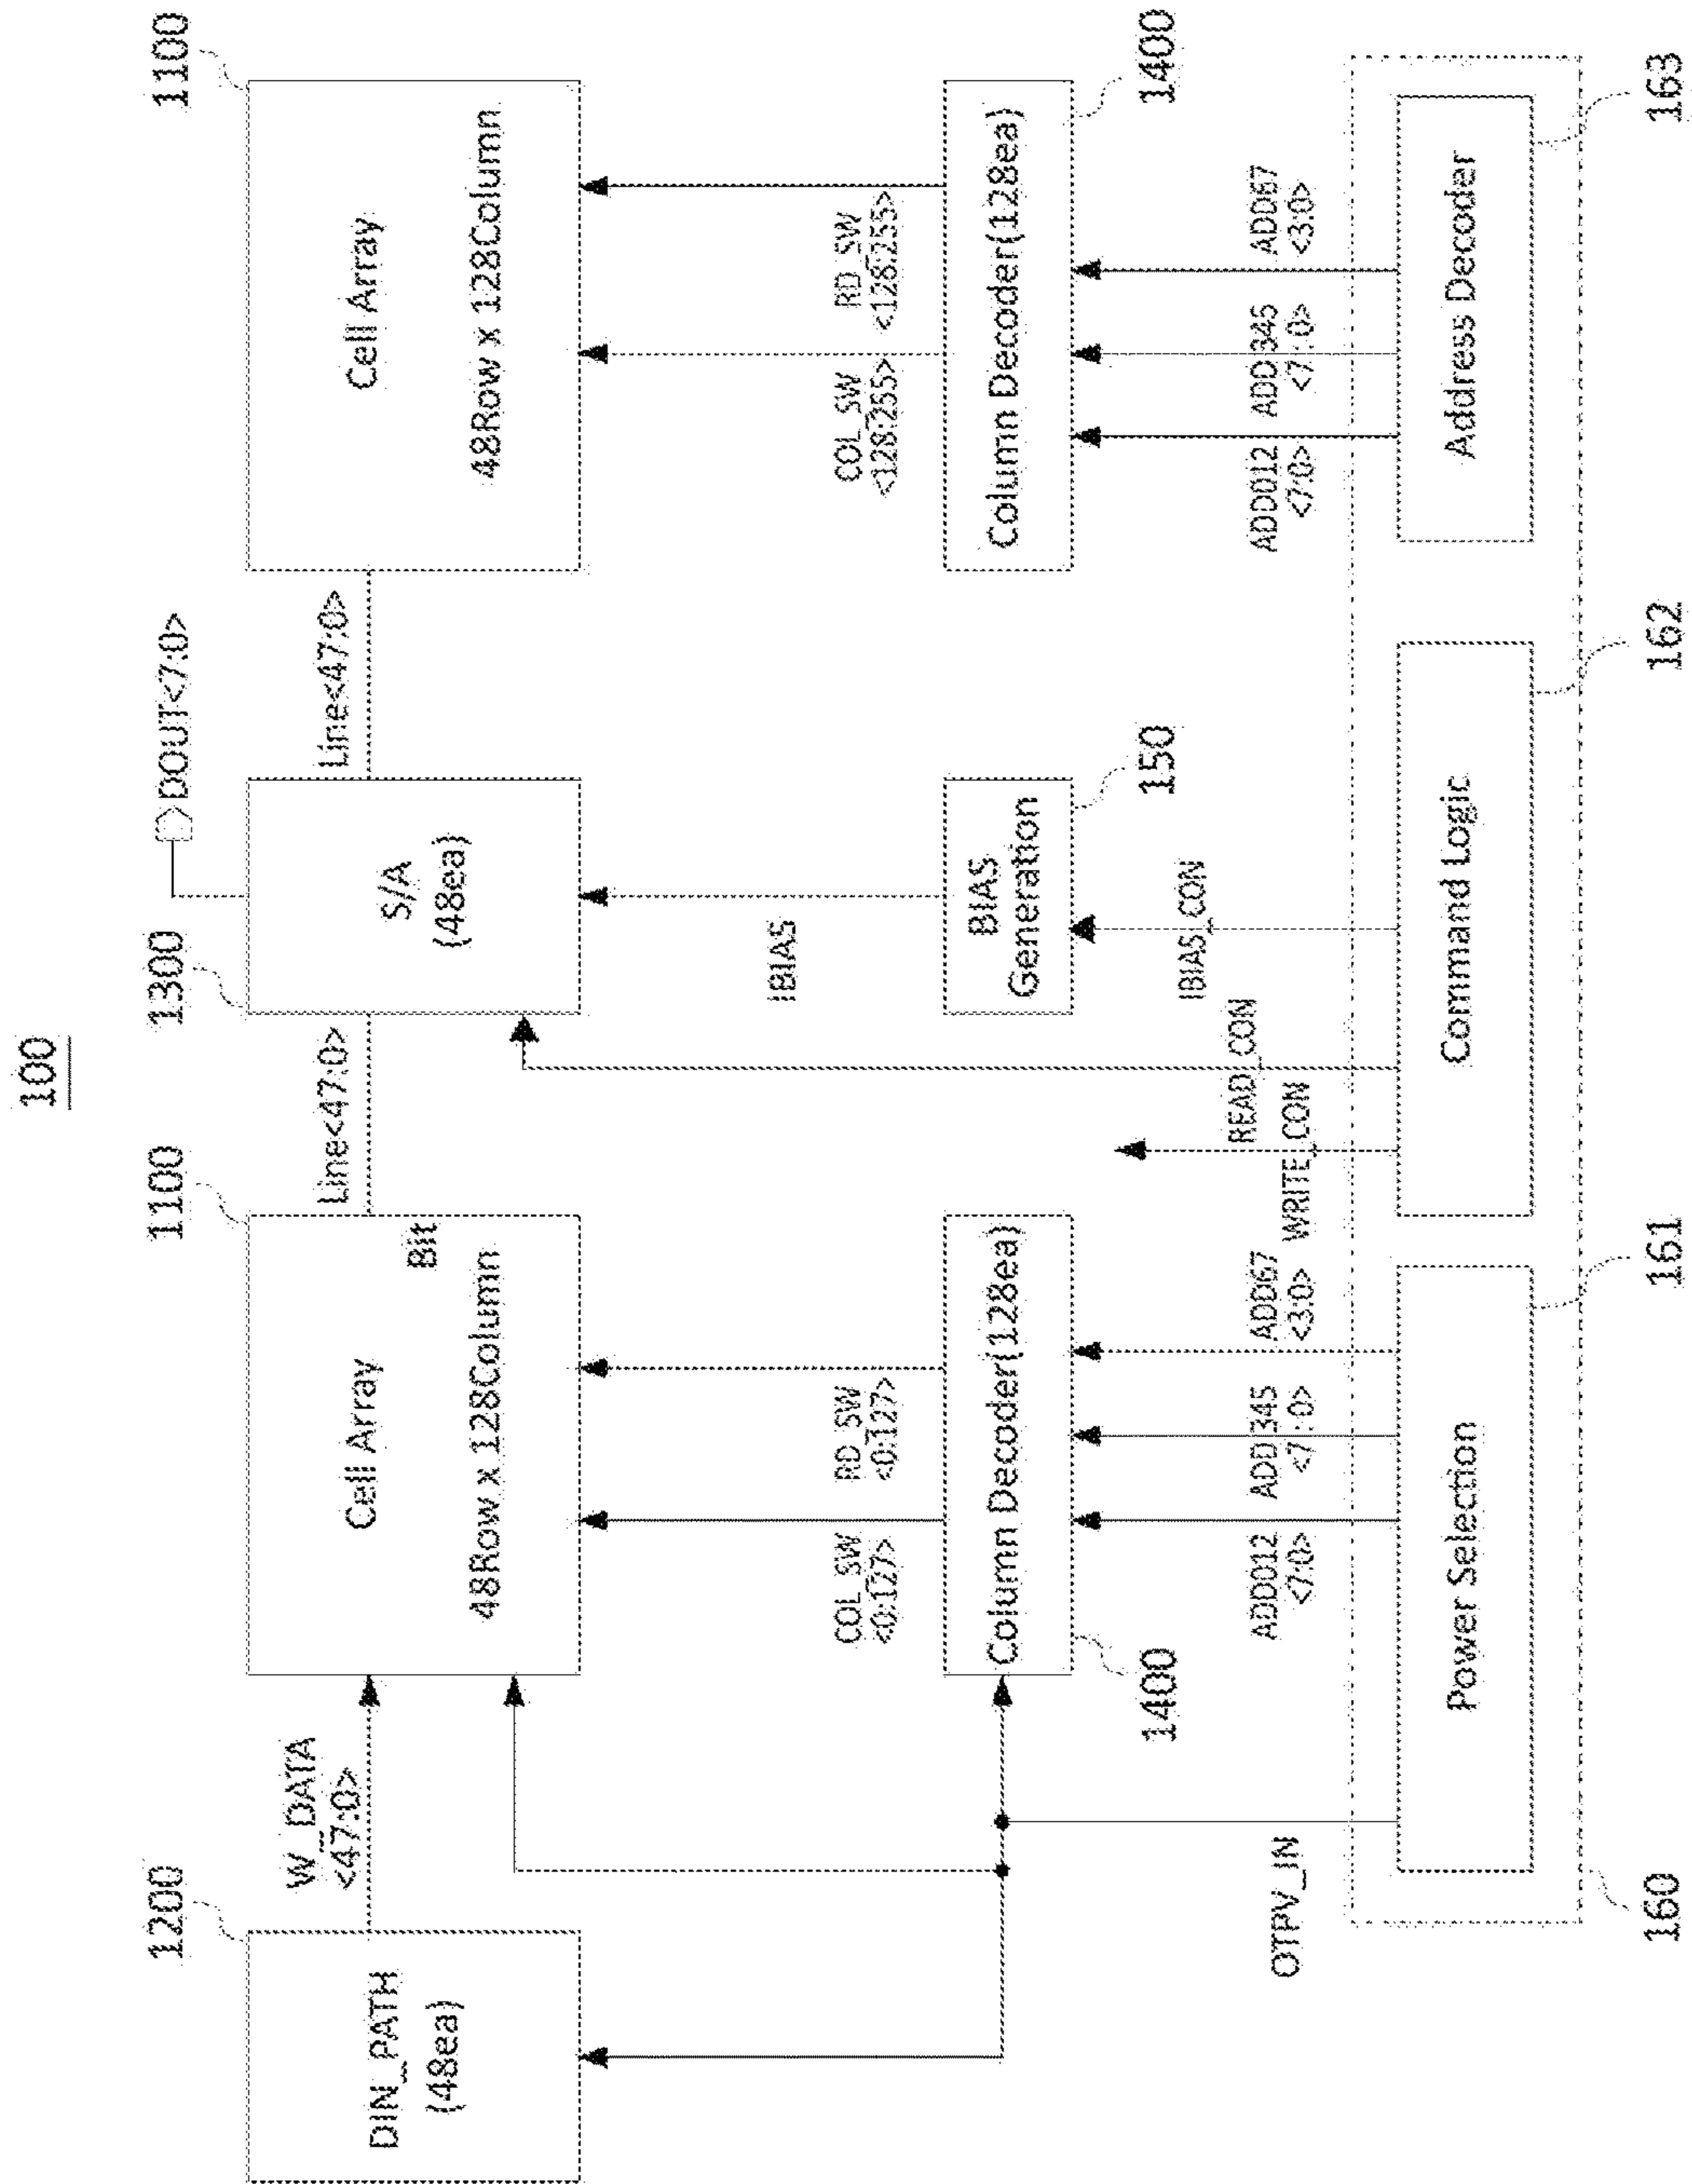 100
1200
1100
1300
1100
DOUT<7:0>
DIN_PATH
(48ea)
W_DATA
<47:0>
Cell Array
Bit
48Row x 128Column
Line<47:0>
S/A
(48ea)
Line<47:0>
Cell Array
48Row x 128Column
COL_SW
<0:127>
RD_SW
<0:127>
IBIAS
COL_SW
<128:255>
RD_SW
<128:255>
Column Decoder(128ea)
1400
BIAS
Generation
150
Column Decoder(128ea)
1400
OTPV_IN
ADD012
<7:0>
ADD345
<7:0>
ADD67
<3:0>
WRITE_CON
READ_CON
IBIAS_CON
ADD012
<7:0>
ADD345
<7:0>
ADD67
<3:0>
Power Selection
Command Logic
Address Decoder
160
161
162
163